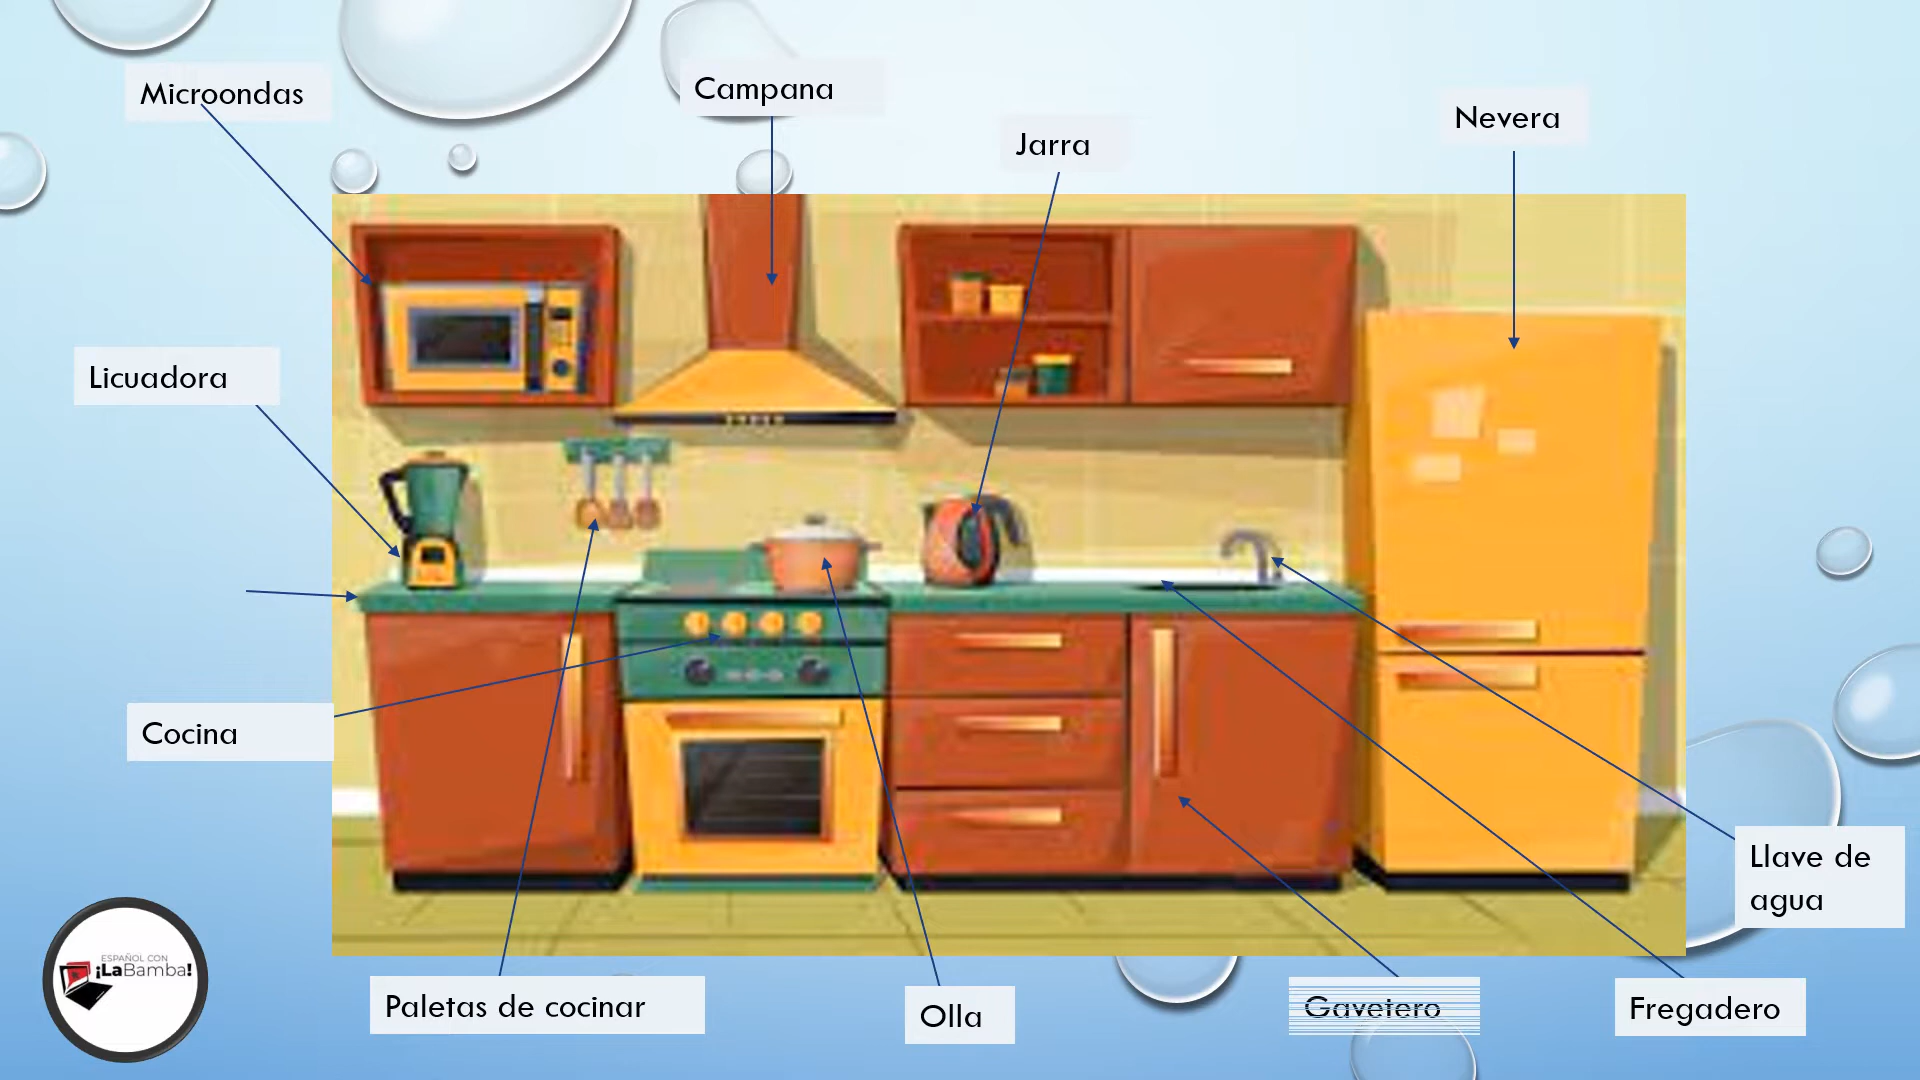 Microondas
Campana
Jarra
Nevera
Licuadora
Cocina
Llave de
agua
Paletas de cocinar
Olla
Gavetero
Fregadero
ESPAÑOL CON
¡LaBamba!